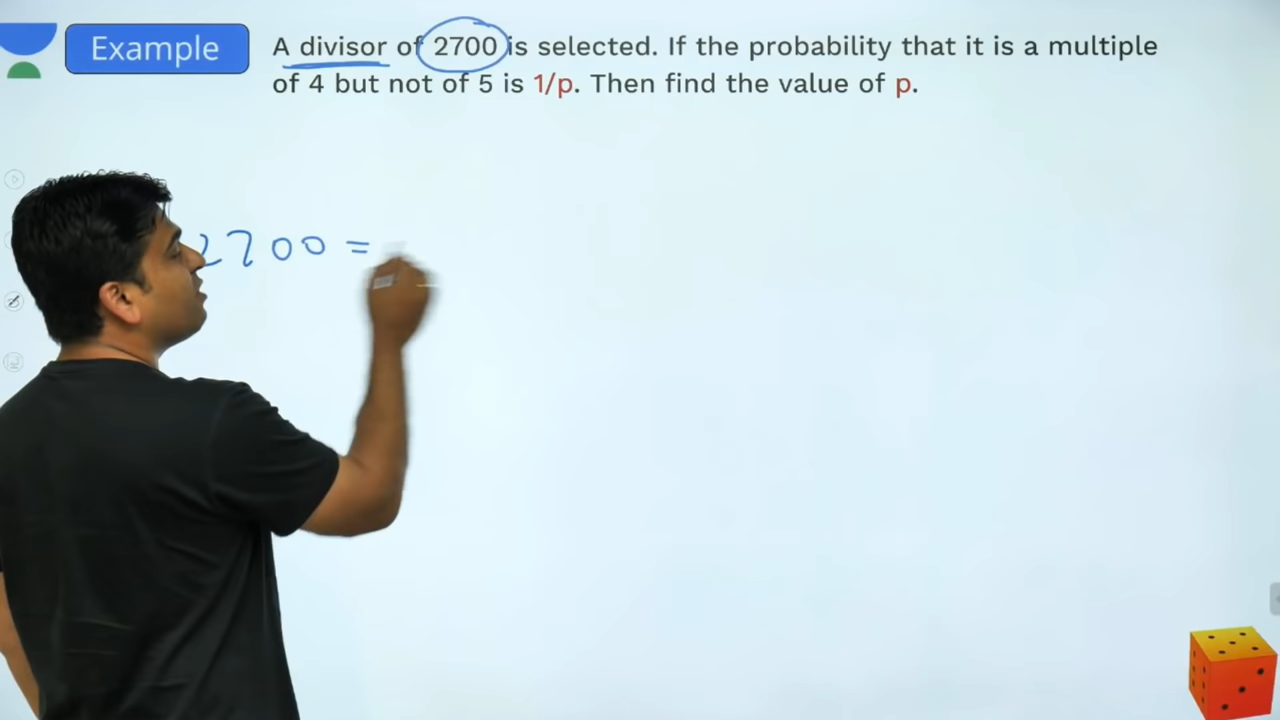 Example
A divisor of 2700 is selected. If the probability that it is a multiple
of 4 but not of 5 is 1/p. Then find the value of p.
2700 =